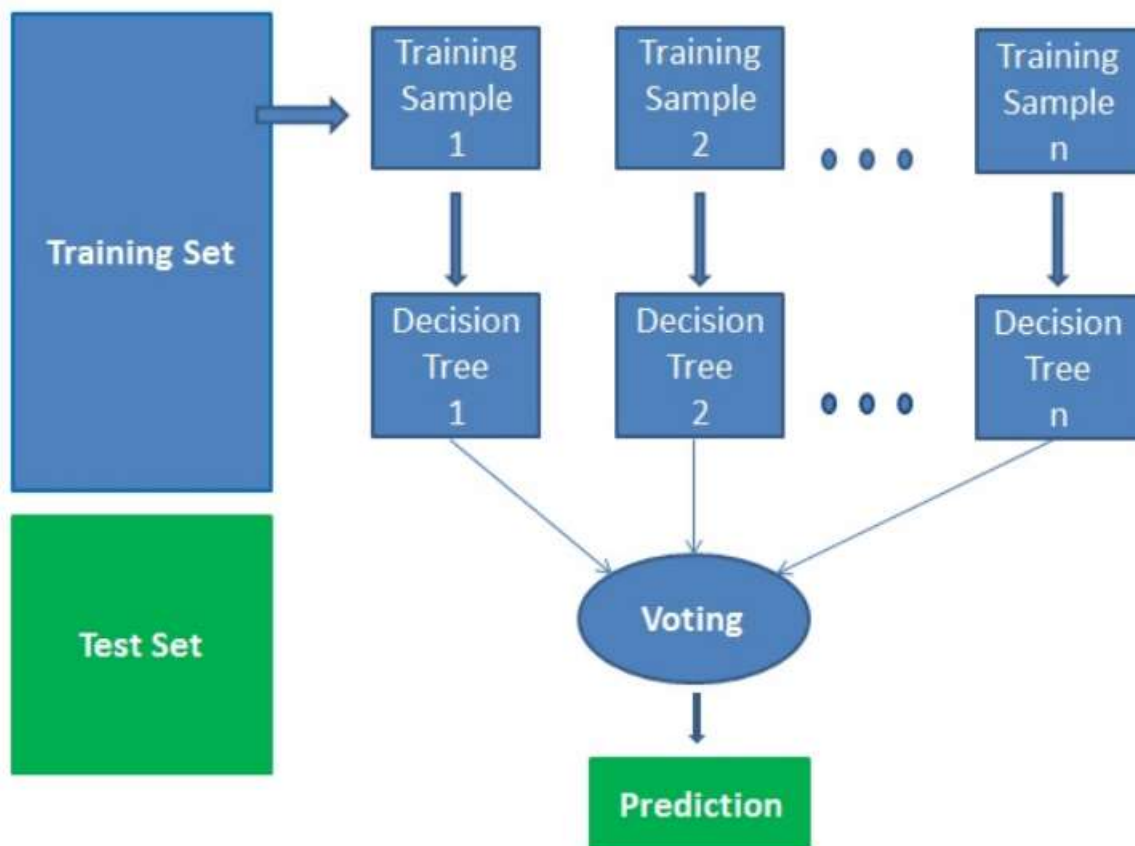 Training Set
Training
Sample
1
Training
Sample
2
Training
Sample
n
Decision
Tree
1
Decision
Tree
2
Decision
Tree
n
Test Set
Voting
Prediction